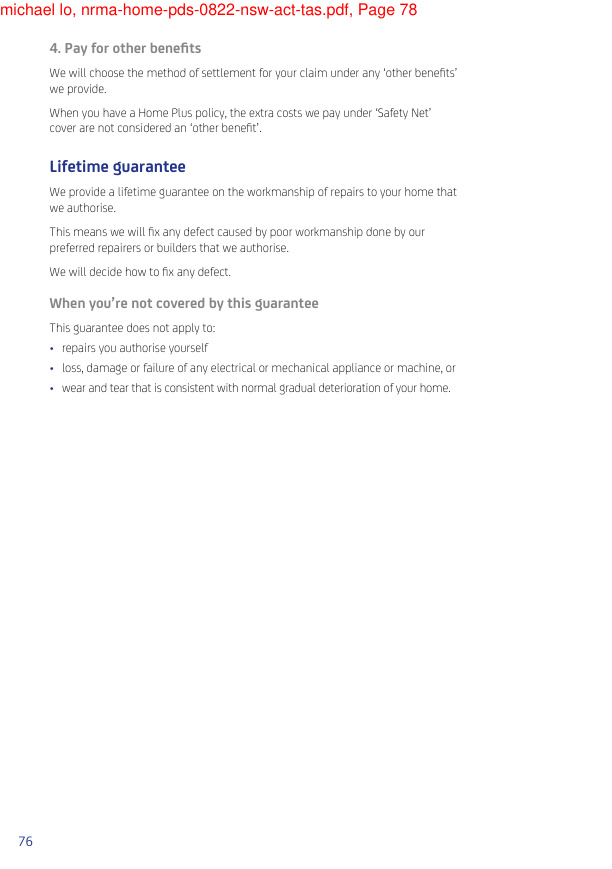 michael lo, nrma-home-pds-0822-nsw-act-tas.pdf, Page 78
4. Pay for other benefits
We will choose the method of settlement for your claim under any ‘other benefits’
we provide.
When you have a Home Plus policy, the extra costs we pay under ‘Safety Net’
cover are not considered an ‘other benefit’.
Lifetime guarantee
We provide a lifetime guarantee on the workmanship of repairs to your home that
we authorise.
This means we will fix any defect caused by poor workmanship done by our
preferred repairers or builders that we authorise.
We will decide how to fix any defect.
When you’re not covered by this guarantee
This guarantee does not apply to:
• repairs you authorise yourself
• loss, damage or failure of any electrical or mechanical appliance or machine, or
• wear and tear that is consistent with normal gradual deterioration of your home.
76